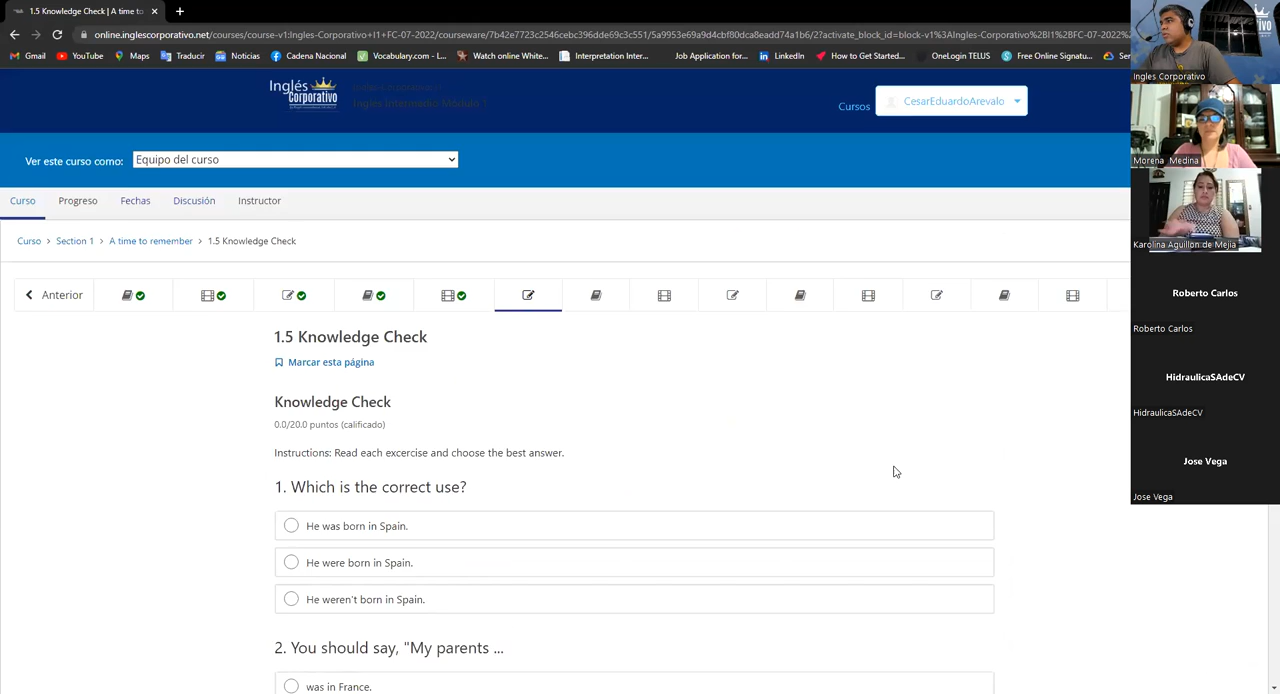 1.5 Knowledge Check | A time to
online.inglescorporativo.net/courses/course-v1:Ingles-Corporativo+I1+FC-07-2022/courseware/7b42e7723c2546cebc396dde69c3c551/5a9953e69a9d4cbf80dca8eadd74a1b6/2?activate_block_id=block-v1%3AIngles-Corporativo%2BI1%2BFC-07-2022%
Gmail YouTube Maps Traducir Noticias Cadena Nacional Vocabulary.com - L... Watch online White... Interpretation Inter... Job Application for... LinkedIn How to Get Started... OneLogin TELUS Free Online Signatu...
Inglés Corporativo
Inglés Intermedio Módulo 1
Cursos CesarEduardoArevalo
Ver este curso como: Equipo del curso
Curso Progreso Fechas Discusión Instructor
Curso > Section 1 > A time to remember > 1.5 Knowledge Check
Anterior
1.5 Knowledge Check
Marcar esta página
Knowledge Check
0.0/20.0 puntos (calificado)
Instructions: Read each excercise and choose the best answer.
1. Which is the correct use?
He was born in Spain.
He were born in Spain.
He weren't born in Spain.
2. You should say, "My parents ...
was in France.
Ingles Corporativo
Morena Medina
Karolina Aguillon de Mejia
Roberto Carlos
Roberto Carlos
HidraulicaSAdeCV
HidraulicaSAdeCV
Jose Vega
Jose Vega